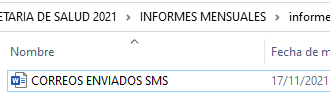 ETARIA DE SALUD 2021 > INFORMES MENSUALES > informe
Nombre Fecha de m
CORREOS ENVIADOS SMS 17/11/2021